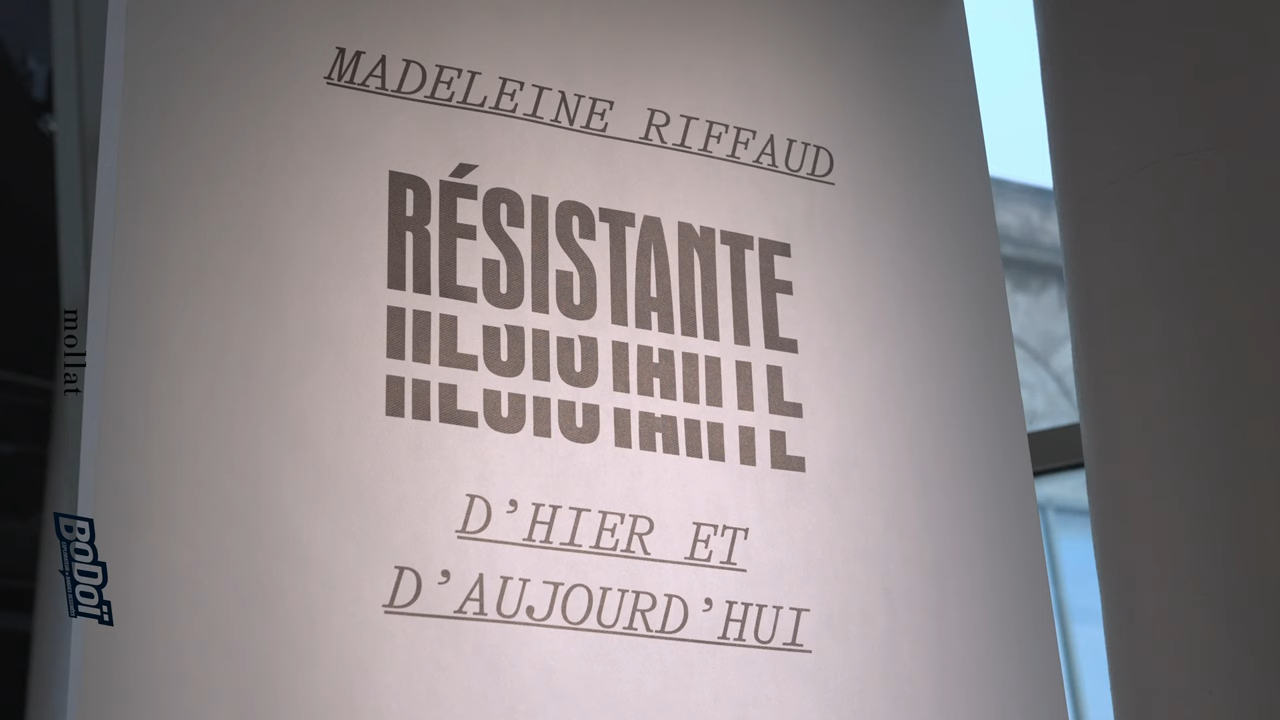 MADELEINE RIFFAUD
RÉSISTANTE
D'HIER ET
D'AUJOURD'HUI
mollat
BoDoï